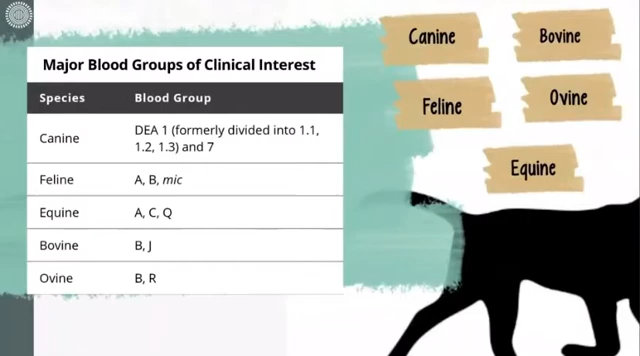 Major Blood Groups of Clinical Interest
Species Blood Group
Canine DEA 1 (formerly divided into 1.1,
1.2, 1.3) and 7
Feline A, B, mic
Equine A, C, Q
Bovine B, J
Ovine B, R
Canine Bovine
Feline Ovine
Equine